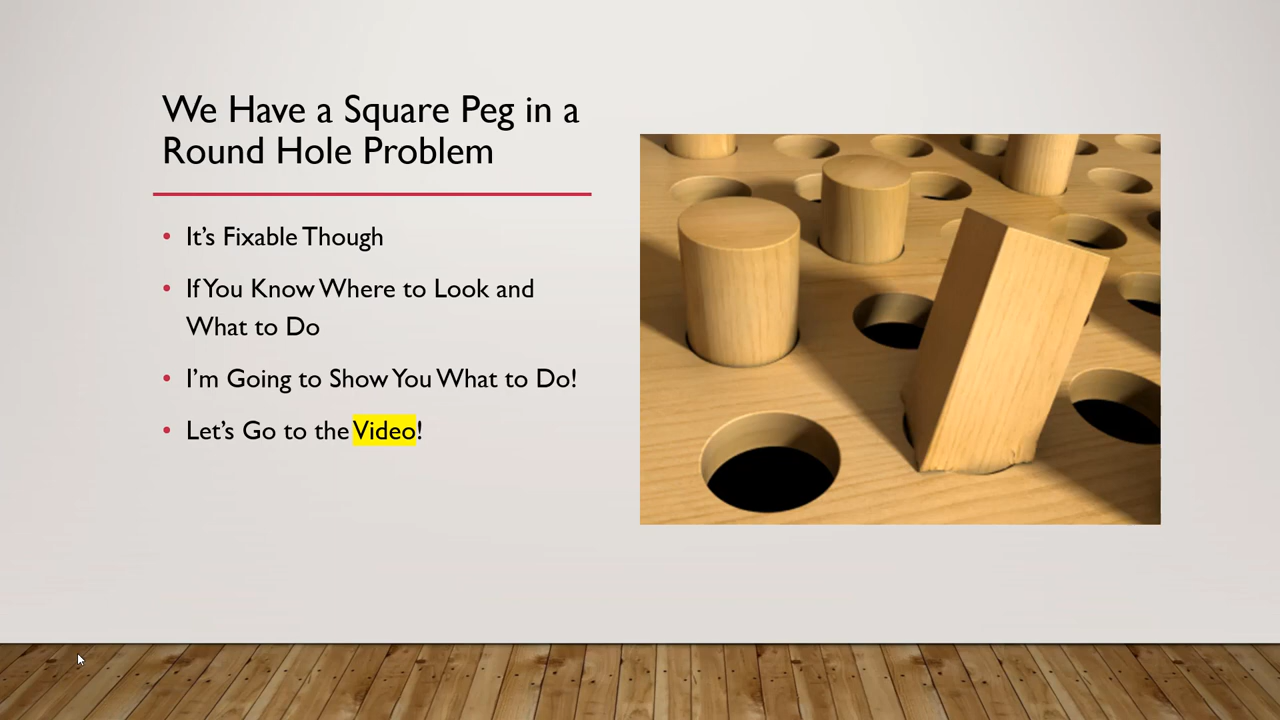 We Have a Square Peg in a
Round Hole Problem
• It’s Fixable Though
• If You Know Where to Look and
What to Do
• I’m Going to Show You What to Do!
• Let’s Go to the Video!